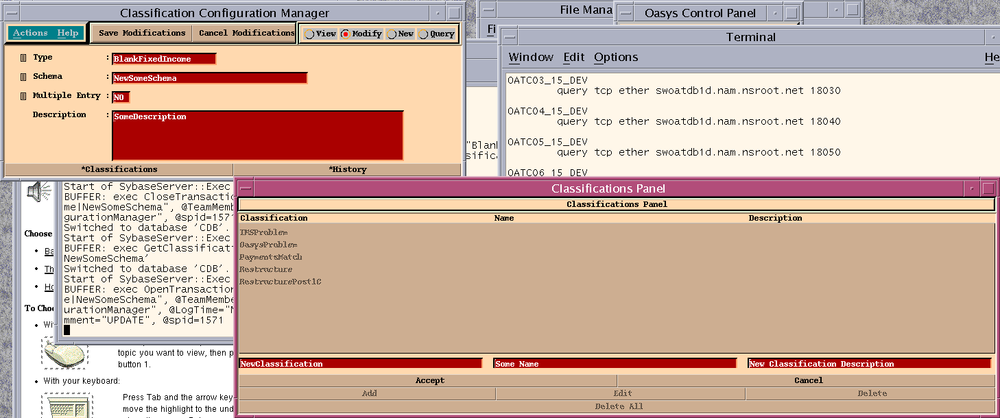 Classification Configuration Manager
Actions Help
Save Modifications
Cancel Modifications
View Modify New Query
Type : BlankFixedIncome
Schema : NewSomeSchema
Multiple Entry : NO
Description : SomeDescription
*Classifications
*History
File Mana
Fi
Oasys Control Panel
Terminal
Window Edit Options
He
OATC03_15_DEV
query tcp ether swoatdb1d.nam.nsroot.net 18030
OATC04_15_DEV
query tcp ether swoatdb1d.nam.nsroot.net 18040
OATC05_15_DEV
query tcp ether swoatdb1d.nam.nsroot.net 18050
OATC06_15_DEV
"Blan
sific
Start of SybaseServer::Exec
BUFFER: exec CloseTransac
me|NewSomeSchema", @TeamMemb
gurationManager", @spid=1571
Switched to database 'CDB'.
Start of SybaseServer::Exec
BUFFER: exec GetClassificat
NewSomeSchema'
Switched to database 'CDB'.
Start of SybaseServer::Exec
BUFFER: exec OpenTransaction
e|NewSomeSchema", @TeamMembe
urationManager", @LogTime="N
mment="UPDATE", @spid=1571
Choose
Ba
Th
Ho
To Choo
Wit
topic you want to view, then p
button 1.
With your keyboard:
Press Tab and the arrow key
move the highlight to the und
Classifications Panel
Classifications Panel
Classification Name Description
IMSProblem
OasysProblem
PaymentsMatch
Restructure
RestructurePost1C
NewClassification
Some Name
New Classification Description
Accept
Cancel
Add
Edit
Delete
Delete All